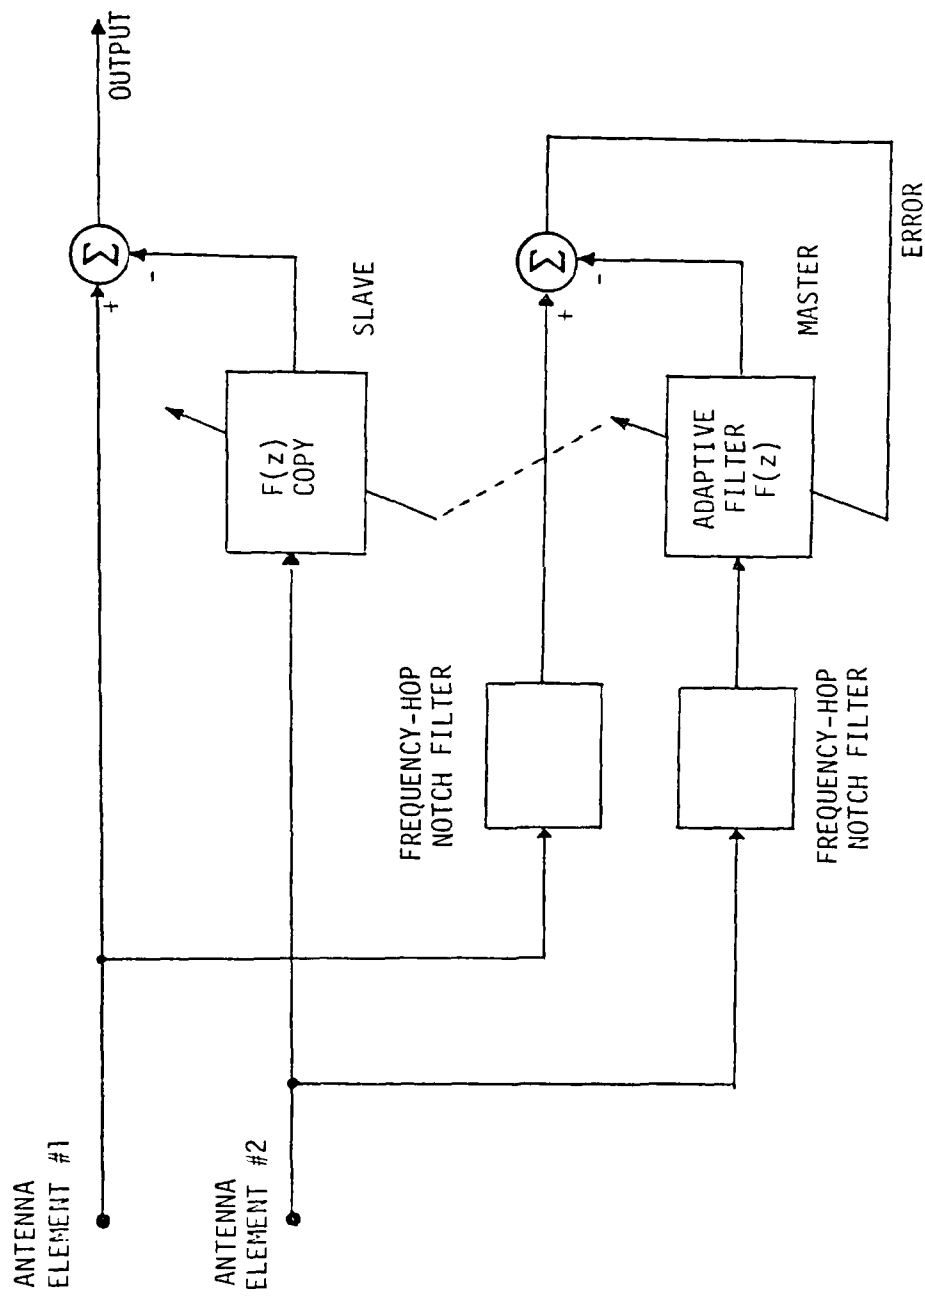 ANTENNA
ELEMENT #1
ANTENNA
ELEMENT #2
+
-
Σ
OUTPUT
F(z)
COPY
SLAVE
FREQUENCY-HOP
NOTCH FILTER
+
-
Σ
ADAPTIVE
FILTER
F(z)
MASTER
ERROR
FREQUENCY-HOP
NOTCH FILTER